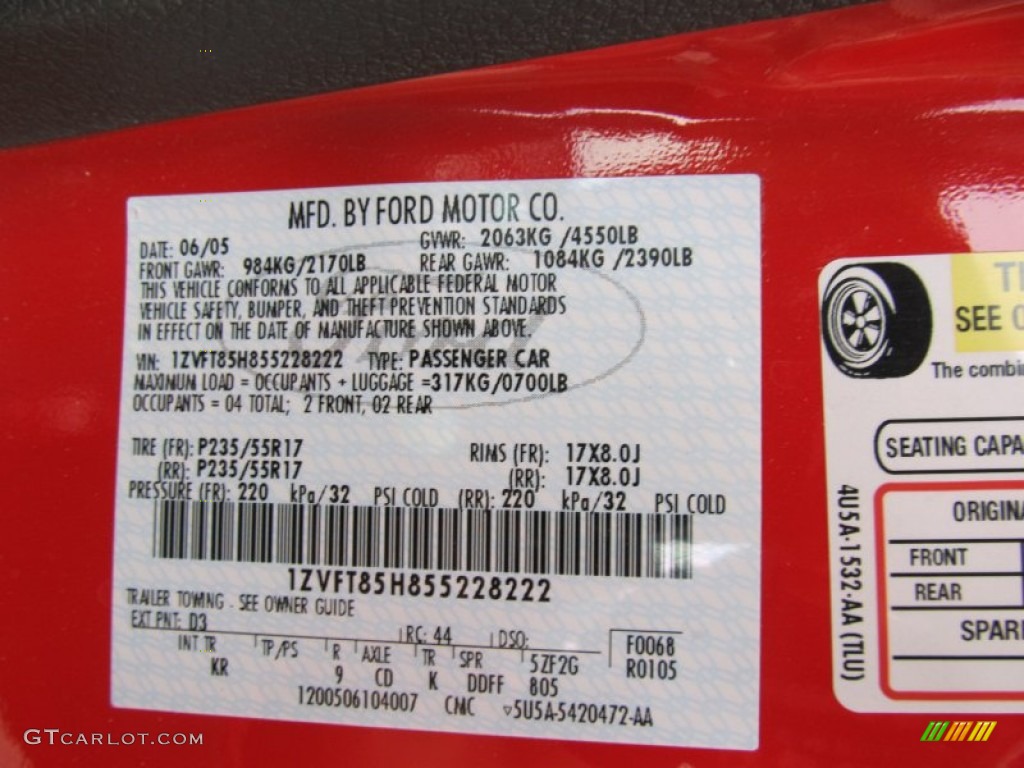 MFD. BY FORD MOTOR CO.
DATE: 06/05 GVWR: 2063KG /4550LB
FRONT GAWR: 984KG/2170LB REAR GAWR: 1084KG /2390LB
THIS VEHICLE CONFORMS TO ALL APPLICABLE FEDERAL MOTOR
VEHICLE SAFETY, BUMPER, AND THEFT PREVENTION STANDARDS
IN EFFECT ON THE DATE OF MANUFACTURE SHOWN ABOVE.
VIN: 1ZVFT85H855228222 TYPE: PASSENGER CAR
MAXIMUM LOAD = OCCUPANTS + LUGGAGE =317KG/0700LB
OCCUPANTS = 04 TOTAL; 2 FRONT, 02 REAR
TIRE (FR): P235/55R17 RIMS (FR): 17X8.0J
(RR): P235/55R17 (RR): 17X8.0J
PRESSURE (FR): 220 kPa/32 PSI COLD (RR): 220 kPa/32 PSI COLD
1ZVFT85H855228222
TRAILER TOWING - SEE OWNER GUIDE
EXT PNT: D3 RC: 44 DSO: F0068
INT TR TP/PS R AXLE TR SPR 5ZF2G R0105
KR 9 CD K DDFF 805
1200506104007 CMC ▿5U5A-5420472-AA
SEE
The combi
SEATING CAPA
ORIGINA
FRONT
REAR
SPAR
4U5A-1532-AA (TLU)
GTCARLOT.COM